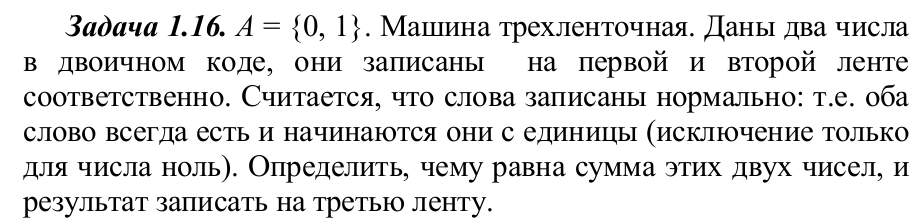 Задача 1.16. A = {0, 1}. Машина трехленточная. Даны два числа
в двоичном коде, они записаны на первой и второй ленте
соответственно. Считается, что слова записаны нормально: т.е. оба
слово всегда есть и начинаются они с единицы (исключение только
для числа ноль). Определить, чему равна сумма этих двух чисел, и
результат записать на третью ленту.